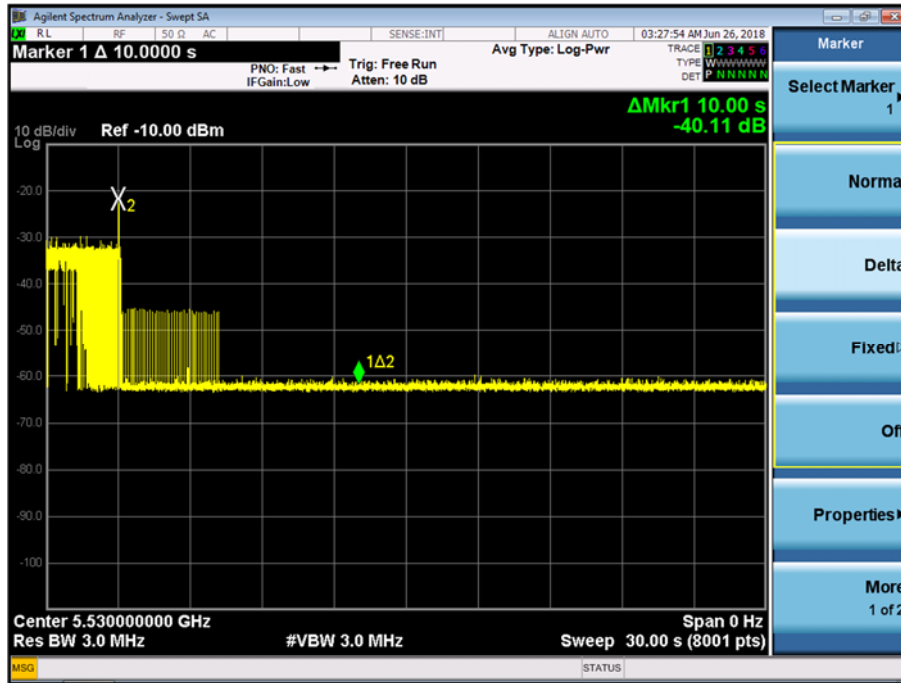 Agilent Spectrum Analyzer - Swept SA
RL RF 50 Ω AC SENSE:INT ALIGN AUTO 03:27:54 AM Jun 26, 2018
Marker 1 Δ 10.0000 s
PNO: Fast
IFGain:Low
Trig: Free Run
Atten: 10 dB
Avg Type: Log-Pwr
TRACE 1 2 3 4 5 6
TYPE WWWWWWW
DET P N N N N N
ΔMkr1 10.00 s
-40.11 dB
10 dB/div Ref -10.00 dBm
Log
-20.0
-30.0
-40.0
-50.0
-60.0
-70.0
-80.0
-90.0
-100
2
1Δ2
Center 5.530000000 GHz Span 0 Hz
Res BW 3.0 MHz #VBW 3.0 MHz Sweep 30.00 s (8001 pts)
MSG STATUS
Marker
Select Marker
1
Norma
Delta
Fixed
Off
Properties
More
1 of 2